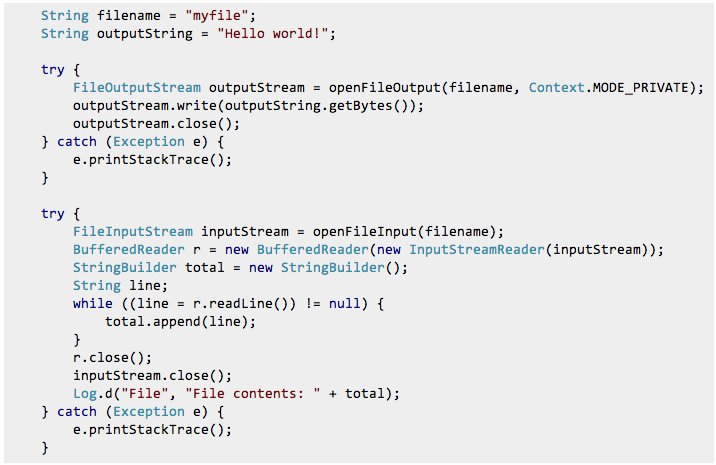 String filename = "myfile";
String outputString = "Hello world!";

try {
    FileOutputStream outputStream = openFileOutput(filename, Context.MODE_PRIVATE);
    outputStream.write(outputString.getBytes());
    outputStream.close();
} catch (Exception e) {
    e.printStackTrace();
}

try {
    FileInputStream inputStream = openFileInput(filename);
    BufferedReader r = new BufferedReader(new InputStreamReader(inputStream));
    StringBuilder total = new StringBuilder();
    String line;
    while ((line = r.readLine()) != null) {
        total.append(line);
    }
    r.close();
    inputStream.close();
    Log.d("File", "File contents: " + total);
} catch (Exception e) {
    e.printStackTrace();
}